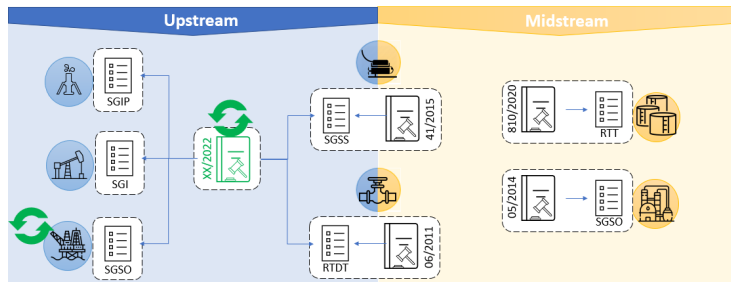 Upstream
Midstream
SGIP
SGI
SGSO
XX/2022
SGSS
41/2015
RTDT
06/2011
810/2020
RTT
05/2014
SGSO